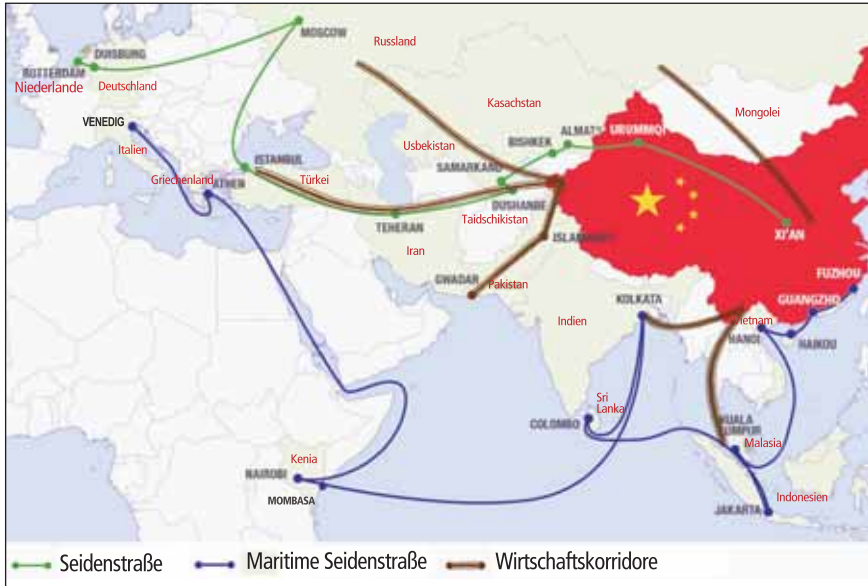 MOSCOW
Russland
DUISBURG
ROTTERDAM
Niederlande
Deutschland
Mongolei
Kasachstan
VENEDIG
ALMATY
URUMMQI
Italien
Usbekistan
BISHKEK
ISTANBUL
SAMARKAND
Griechenland
Türkei
ATHEN
DUSHANBE
Taidschikistan
TEHERAN
XI'AN
ISLAMABAD
Iran
FUZHOU
GWADAR
Pakistan
KOLKATA
GUANGZHO
Indien
Vietnam
HANOI
HAIKOU
Sri
Lanka
COLOMBO
KUALA
LUMPUR
Malasia
Kenia
NAIROBI
MOMBASA
Indonesien
JAKARTA
Seidenstraße
Maritime Seidenstraße
Wirtschaftskorridore